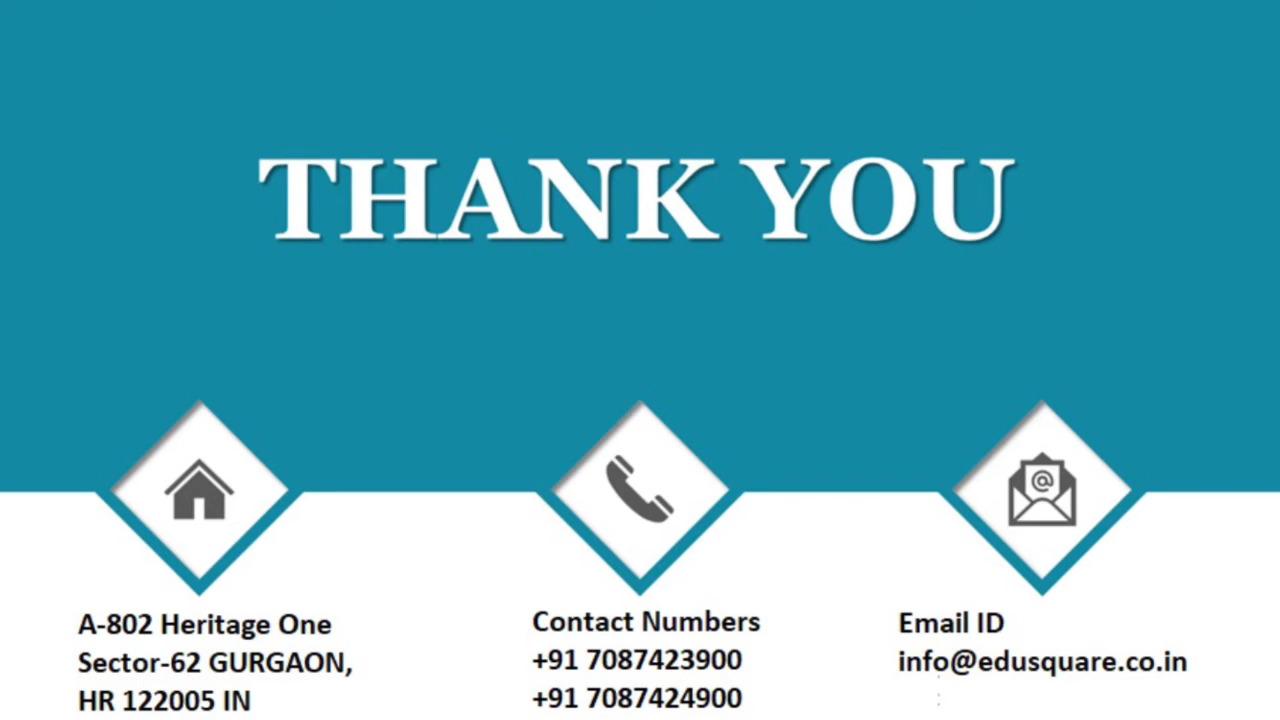 THANK YOU
A-802 Heritage One
Sector-62 GURGAON,
HR 122005 IN
Contact Numbers
+91 7087423900
+91 7087424900
Email ID
info@edusquare.co.in